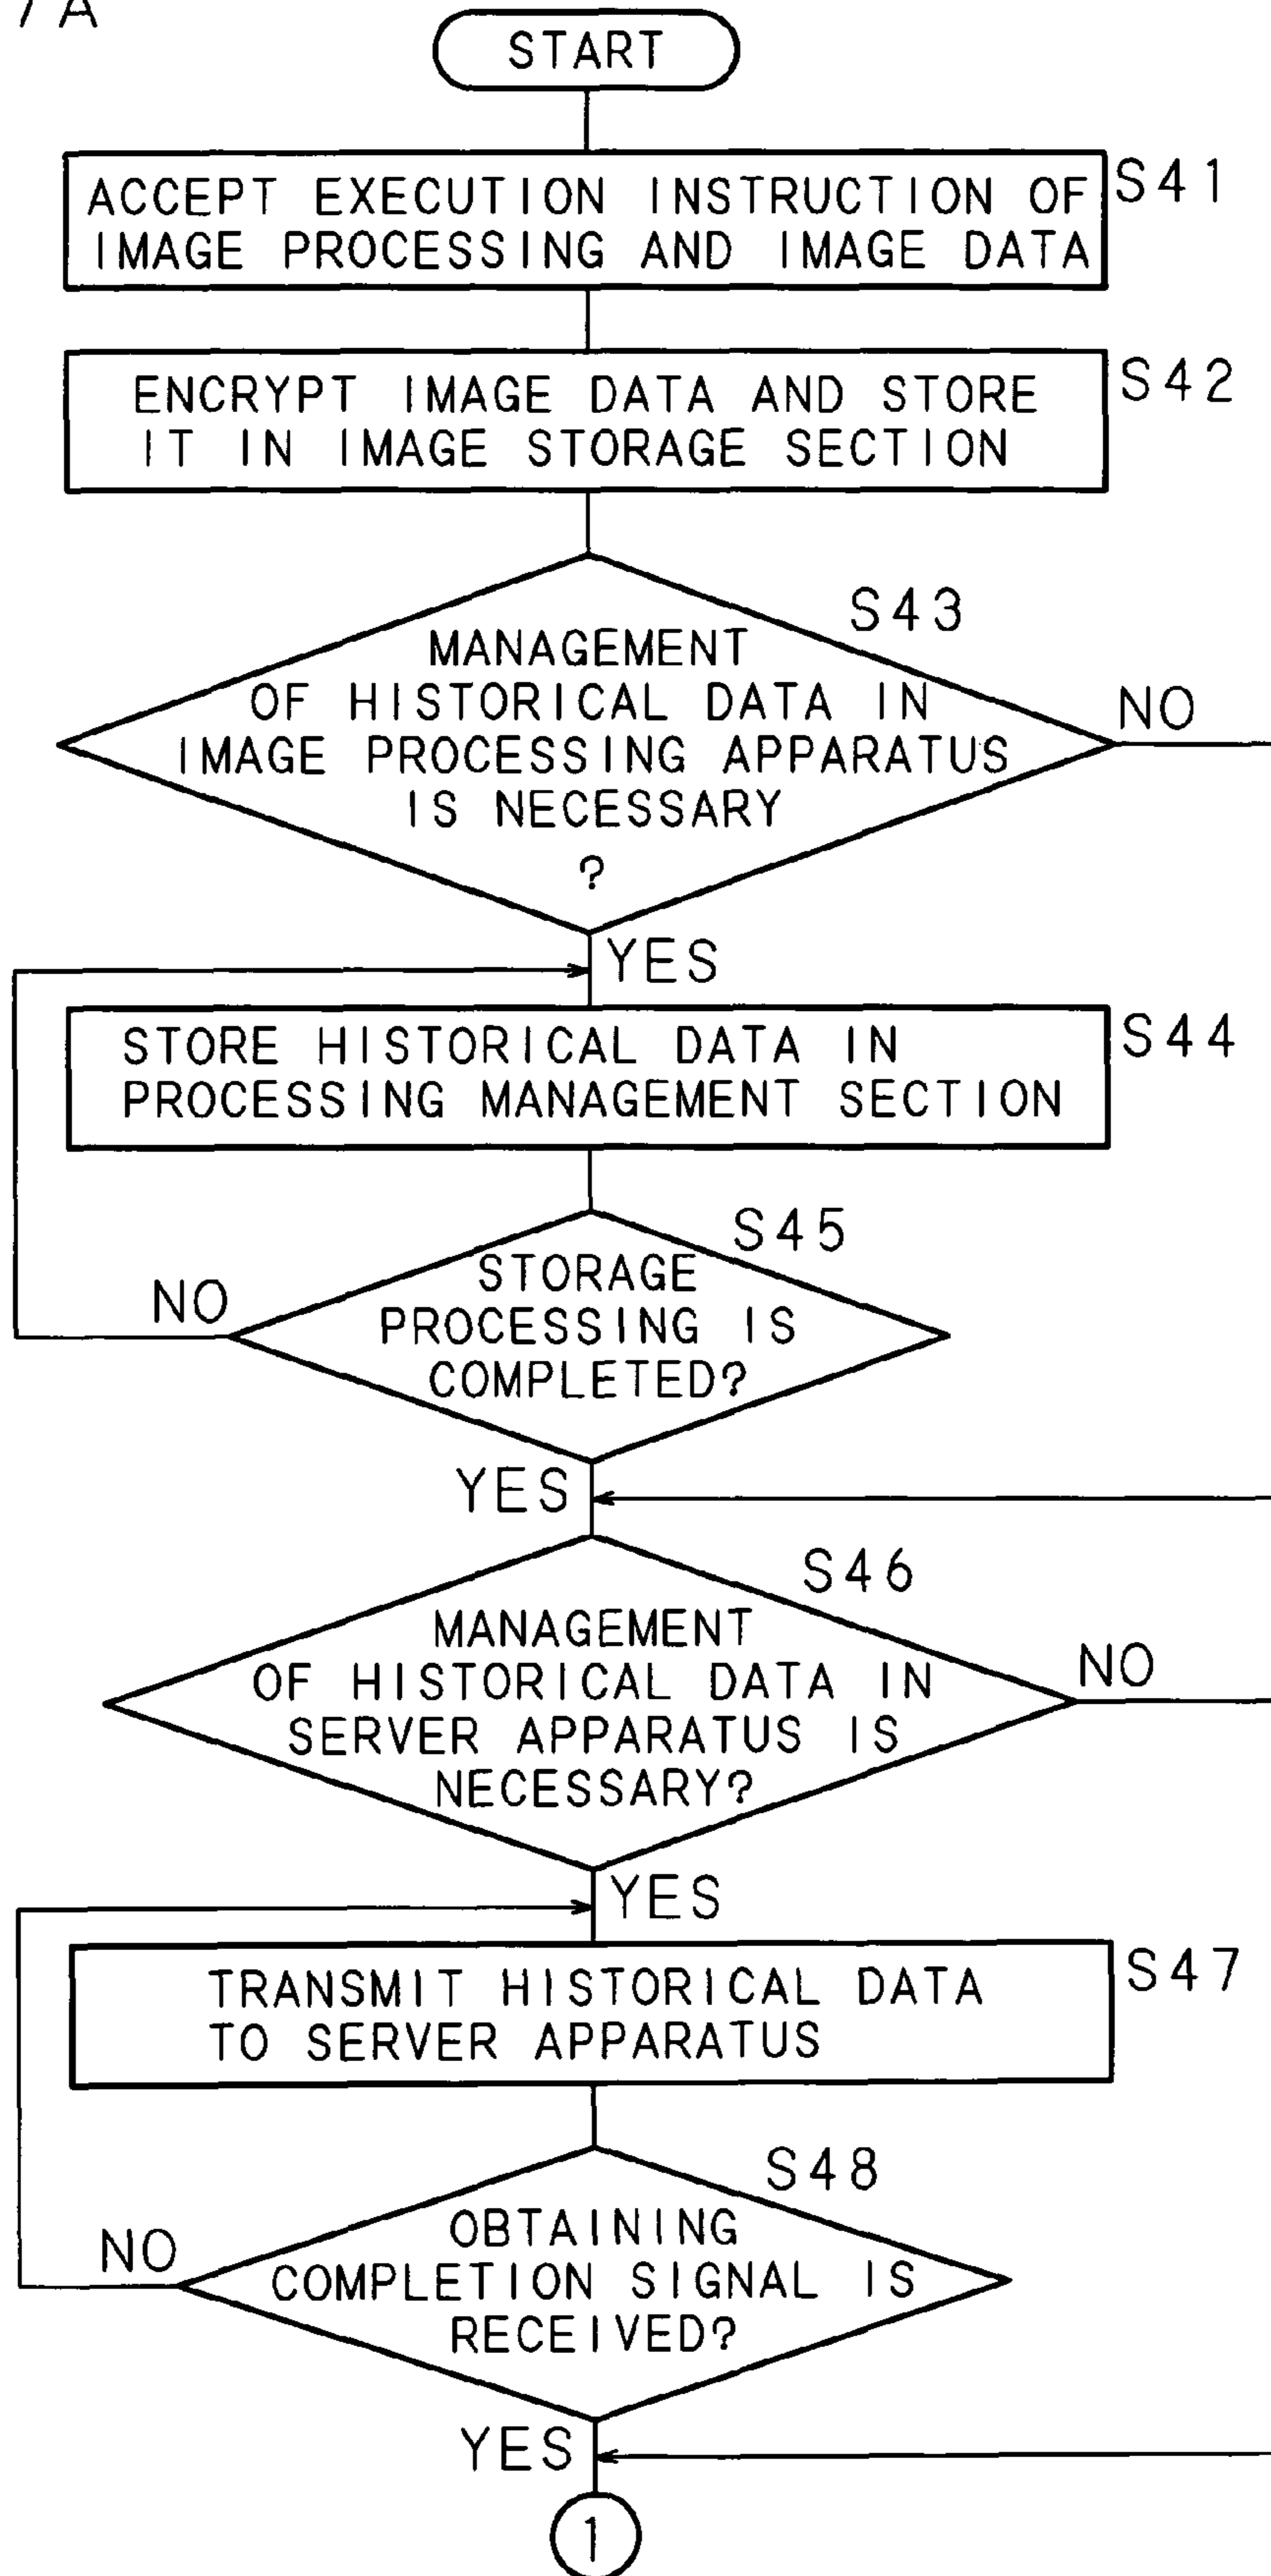 7A
START
ACCEPT EXECUTION INSTRUCTION OF
IMAGE PROCESSING AND IMAGE DATA
S41
ENCRYPT IMAGE DATA AND STORE
IT IN IMAGE STORAGE SECTION
S42
S43
MANAGEMENT
OF HISTORICAL DATA IN
IMAGE PROCESSING APPARATUS
IS NECESSARY
?
NO
YES
STORE HISTORICAL DATA IN
PROCESSING MANAGEMENT SECTION
S44
S45
STORAGE
PROCESSING IS
COMPLETED?
NO
YES
S46
MANAGEMENT
OF HISTORICAL DATA IN
SERVER APPARATUS IS
NECESSARY?
NO
YES
TRANSMIT HISTORICAL DATA
TO SERVER APPARATUS
S47
S48
OBTAINING
COMPLETION SIGNAL IS
RECEIVED?
NO
YES
1